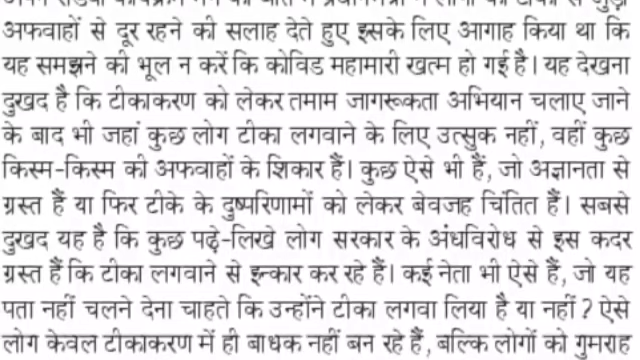 अफवाहों से दूर रहने की सलाह देते हुए इसके लिए आगाह किया था कि
यह समझने की भूल न करें कि कोविड महामारी खत्म हो गई है। यह देखना
दुखद है कि टीकाकरण को लेकर तमाम जागरूकता अभियान चलाए जाने
के बाद भी जहां कुछ लोग टीका लगवाने के लिए उत्सुक नहीं, वहीं कुछ
किस्म-किस्म की अफवाहों के शिकार हैं। कुछ ऐसे भी हैं, जो अज्ञानता से
ग्रस्त हैं या फिर टीके के दुष्परिणामों को लेकर बेवजह चिंतित हैं। सबसे
दुखद यह है कि कुछ पढ़े-लिखे लोग सरकार के अंधविरोध से इस कदर
ग्रस्त हैं कि टीका लगवाने से इन्कार कर रहे हैं। कई नेता भी ऐसे हैं, जो यह
पता नहीं चलने देना चाहते कि उन्होंने टीका लगवा लिया है या नहीं ? ऐसे
लोग केवल टीकाकरण में ही बाधक नहीं बन रहे हैं, बल्कि लोगों को गुमराह